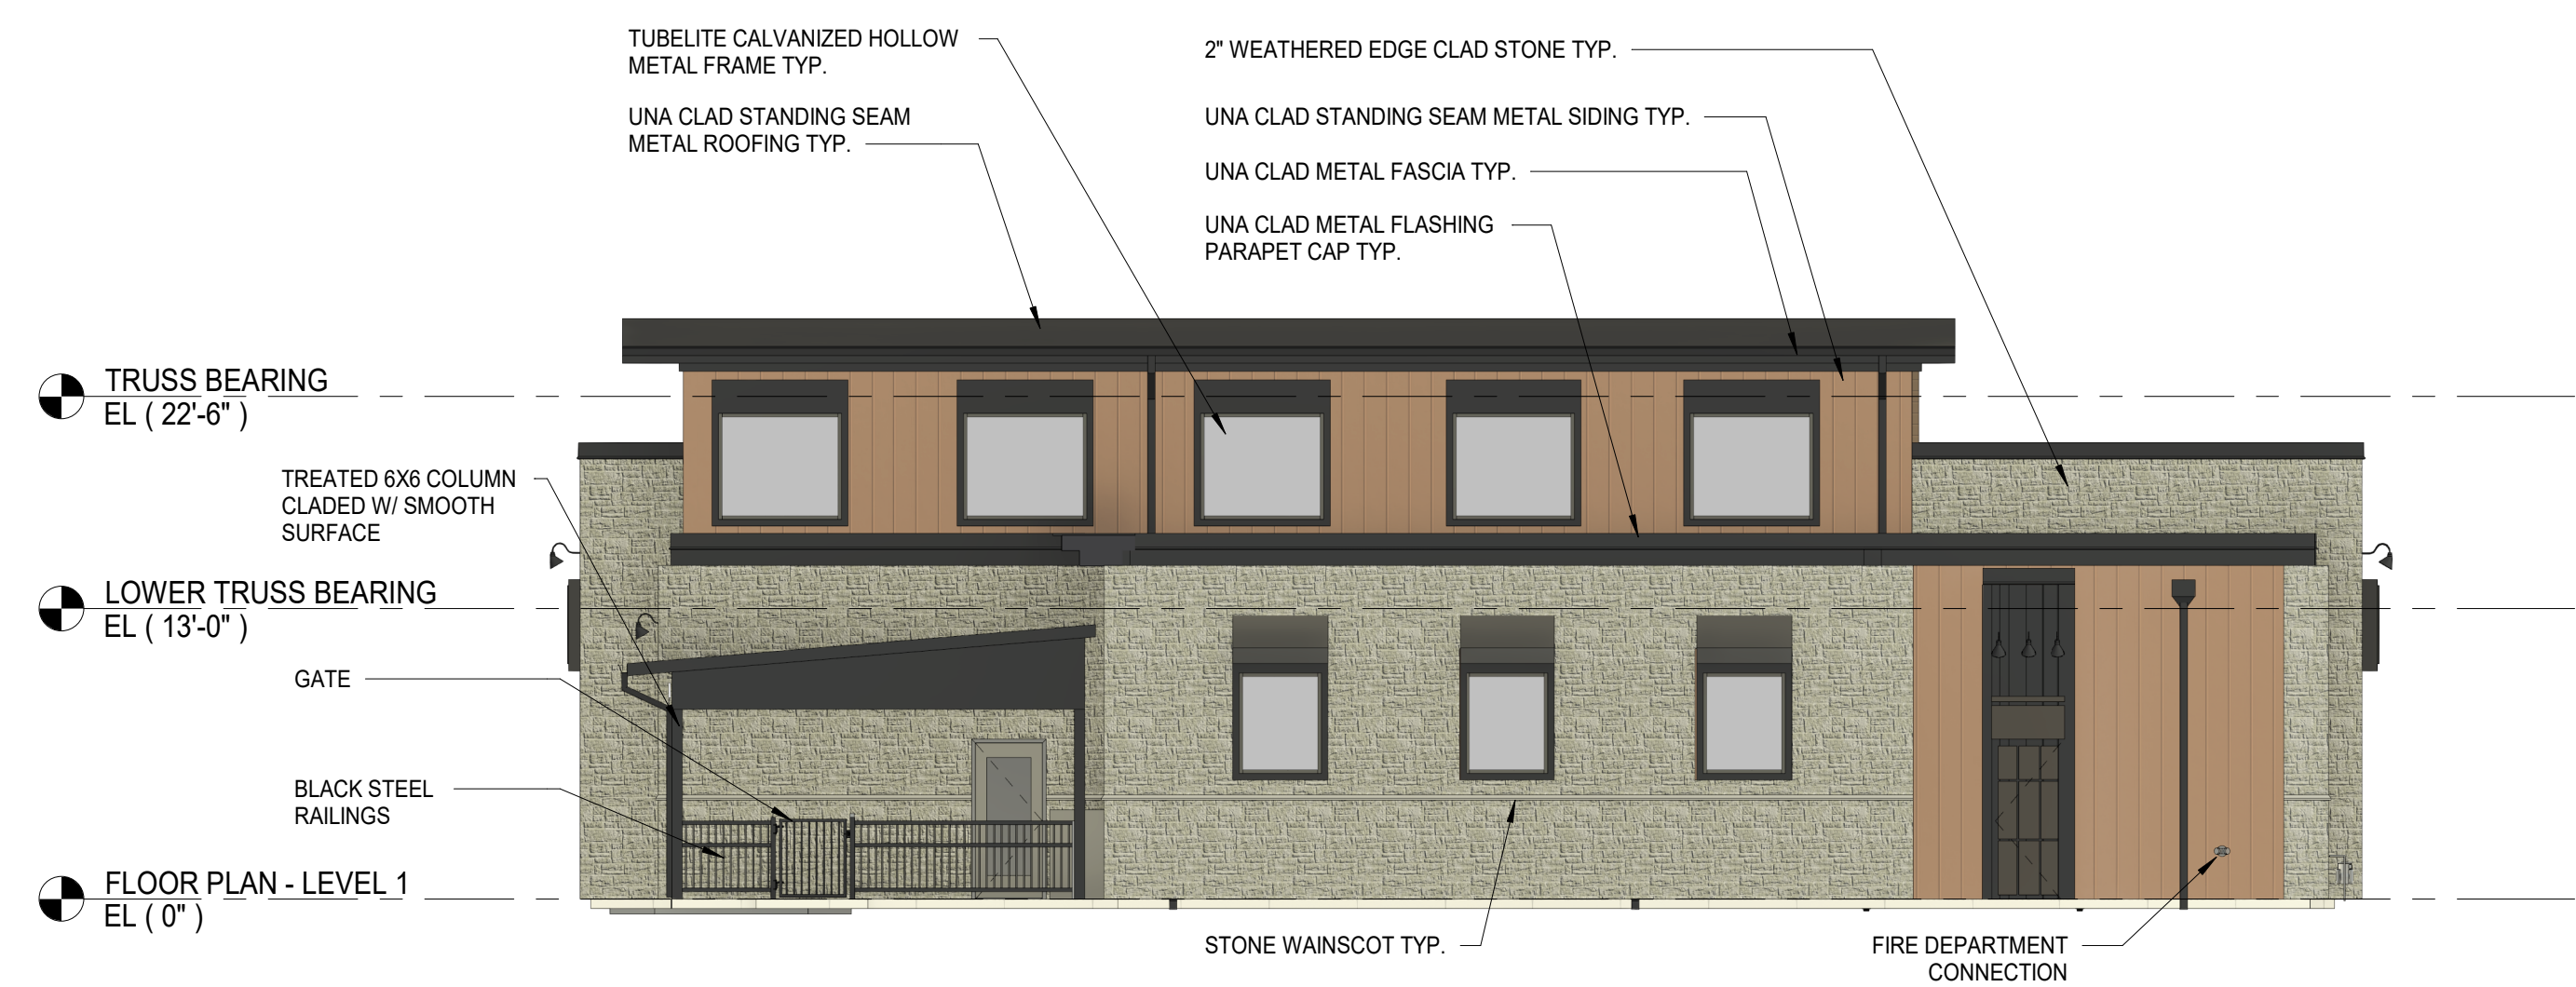 TUBELITE CALVANIZED HOLLOW
METAL FRAME TYP.
UNA CLAD STANDING SEAM
METAL ROOFING TYP.
2" WEATHERED EDGE CLAD STONE TYP.
UNA CLAD STANDING SEAM METAL SIDING TYP.
UNA CLAD METAL FASCIA TYP.
UNA CLAD METAL FLASHING
PARAPET CAP TYP.
TRUSS BEARING
EL ( 22'-6" )
TREATED 6X6 COLUMN
CLADED W/ SMOOTH
SURFACE
LOWER TRUSS BEARING
EL ( 13'-0" )
GATE
BLACK STEEL
RAILINGS
FLOOR PLAN - LEVEL 1
EL ( 0" )
STONE WAINSCOT TYP.
FIRE DEPARTMENT
CONNECTION